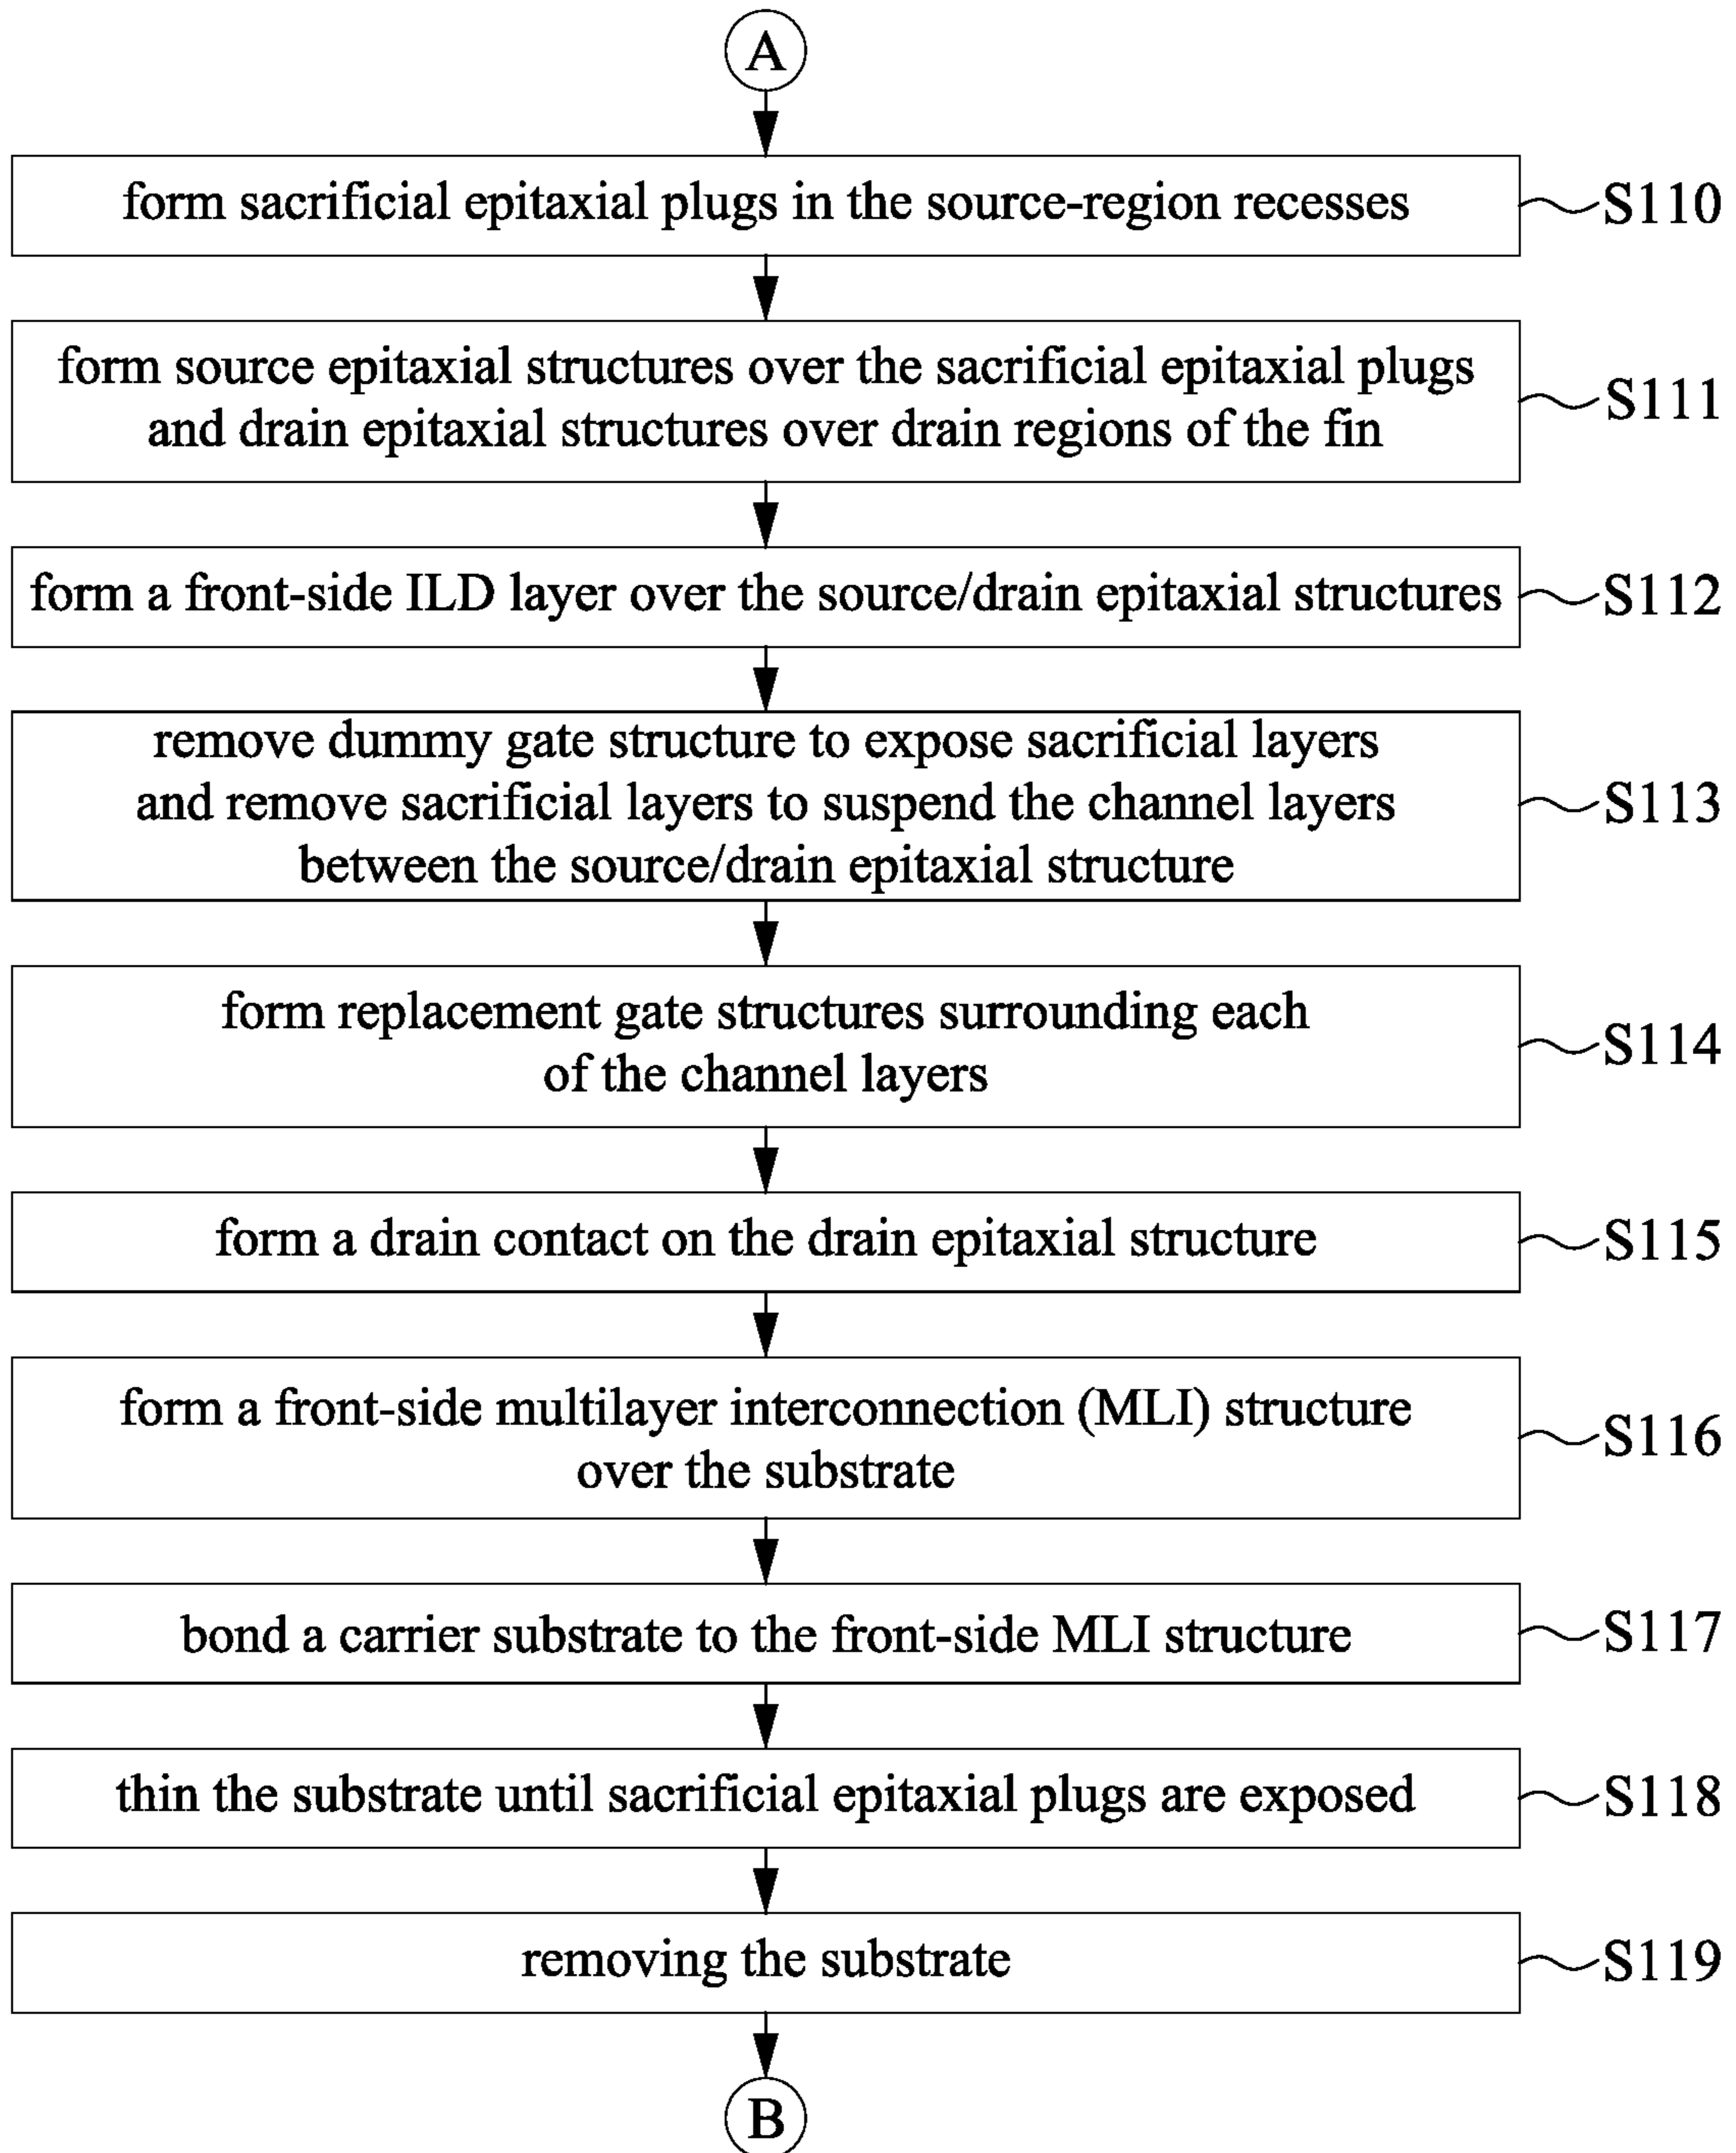 A
form sacrificial epitaxial plugs in the source-region recesses
S110
form source epitaxial structures over the sacrificial epitaxial plugs
and drain epitaxial structures over drain regions of the fin
S111
form a front-side ILD layer over the source/drain epitaxial structures
S112
remove dummy gate structure to expose sacrificial layers
and remove sacrificial layers to suspend the channel layers
between the source/drain epitaxial structure
S113
form replacement gate structures surrounding each
of the channel layers
S114
form a drain contact on the drain epitaxial structure
S115
form a front-side multilayer interconnection (MLI) structure
over the substrate
S116
bond a carrier substrate to the front-side MLI structure
S117
thin the substrate until sacrificial epitaxial plugs are exposed
S118
removing the substrate
S119
B